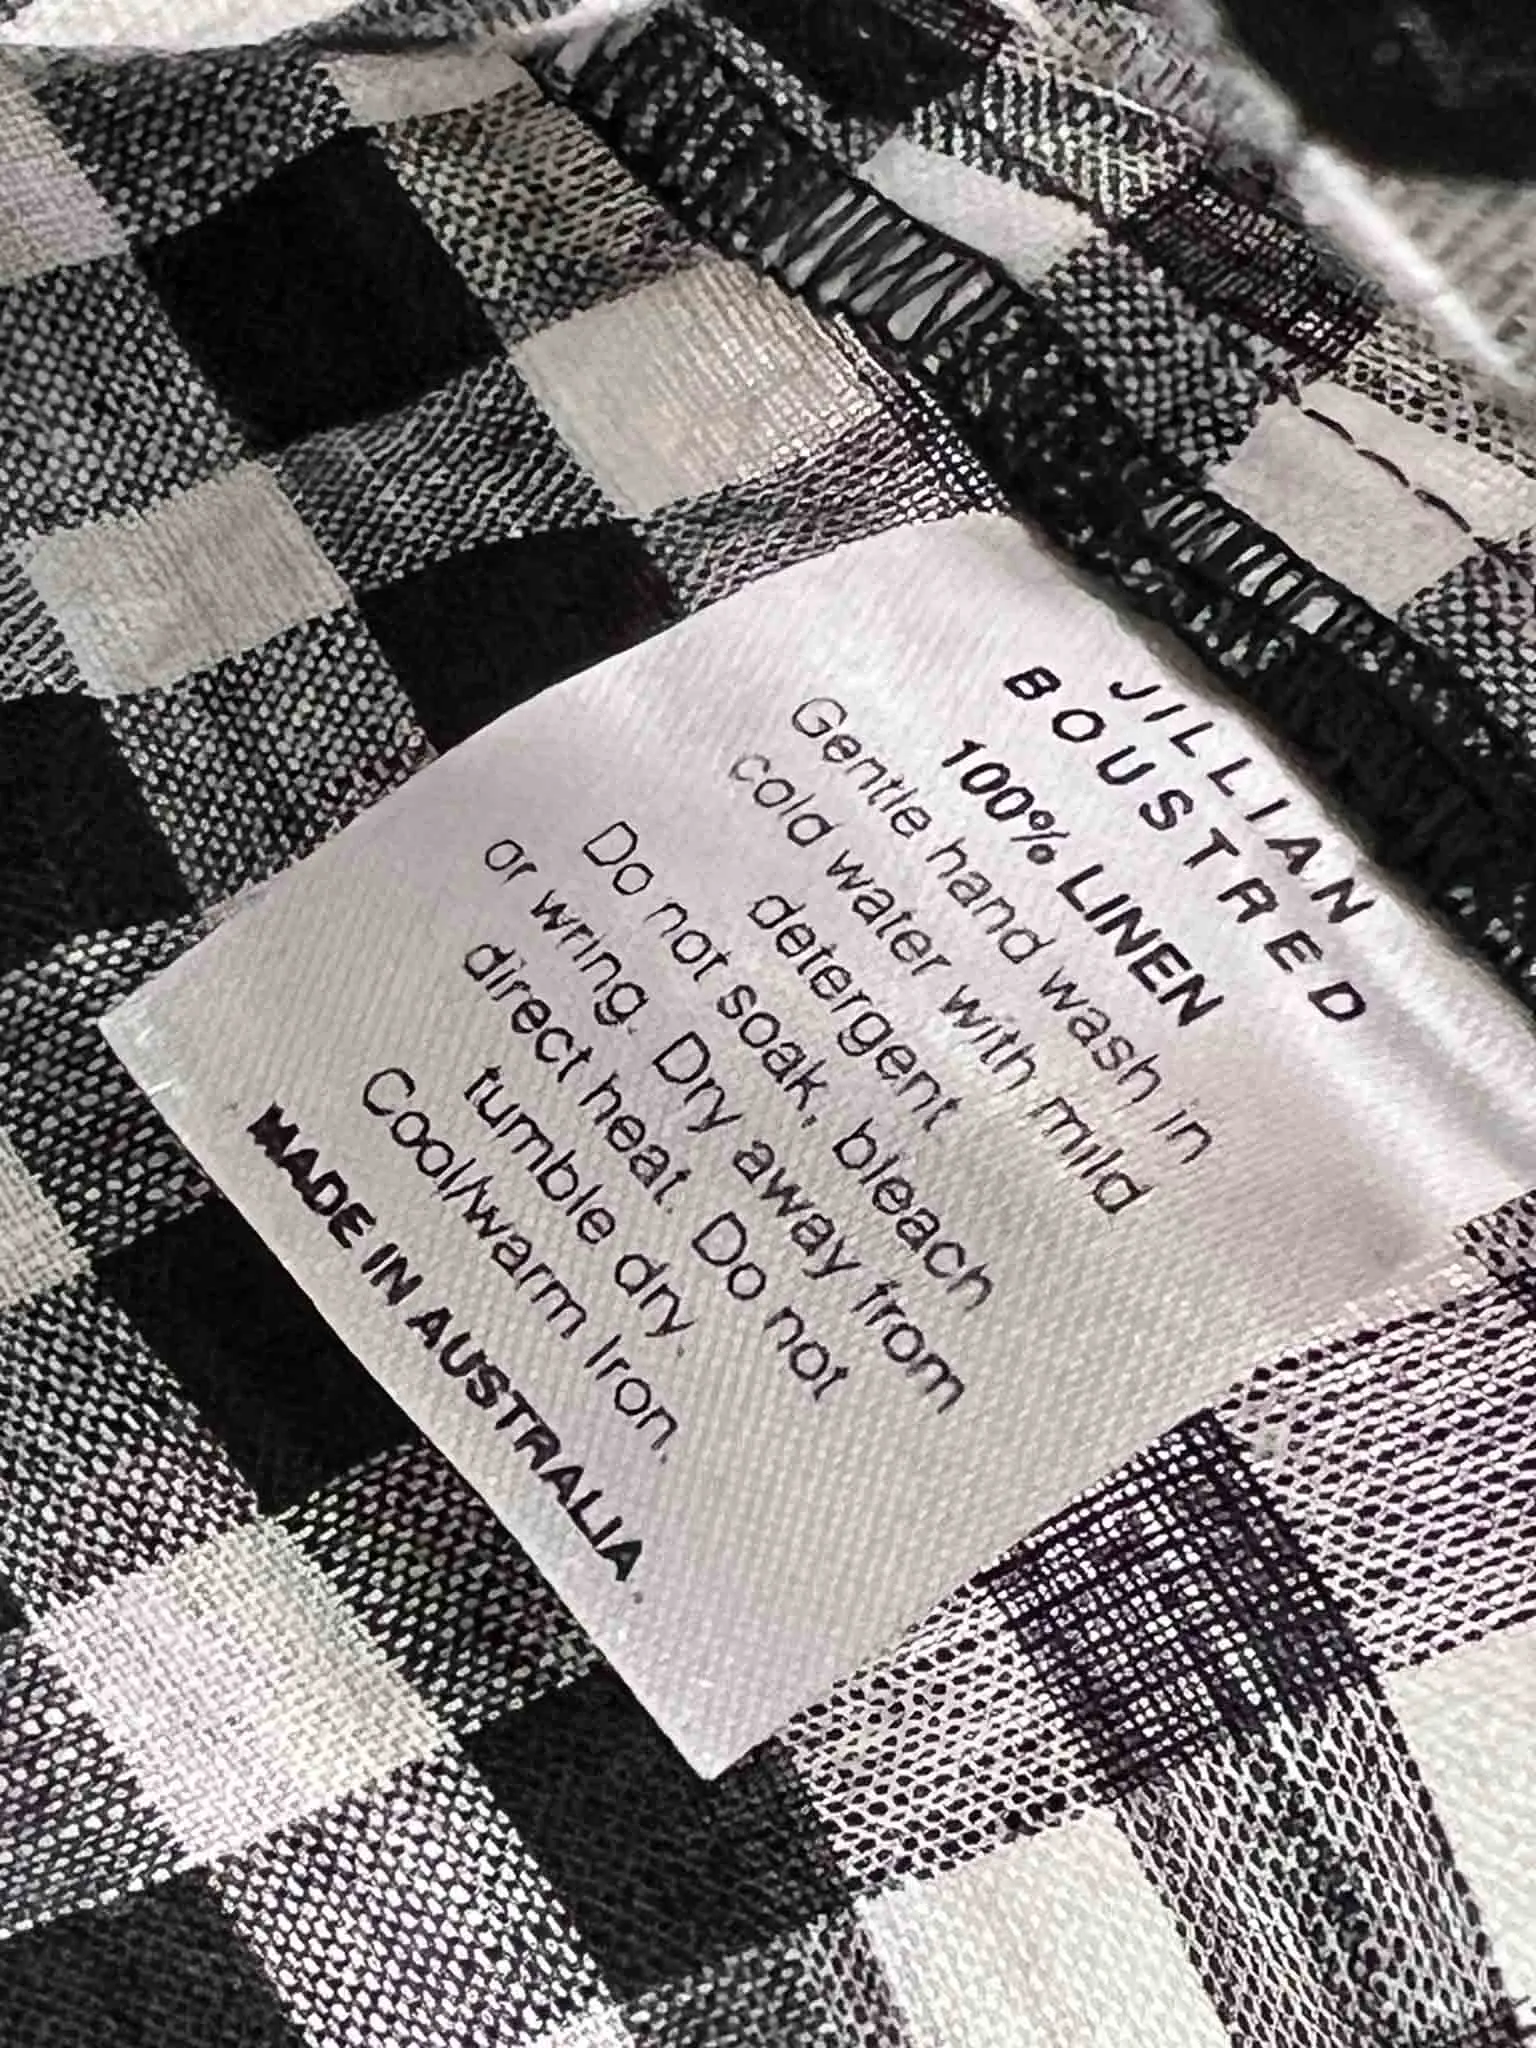 JILLIAN
BOUSTRED
100% LINEN
Gentle hand wash in
cold water with mild
detergent
Do not soak, bleach
or wring. Dry away from
direct heat. Do not
tumble dry.
Cool/warm Iron.
MADE IN AUSTRALIA